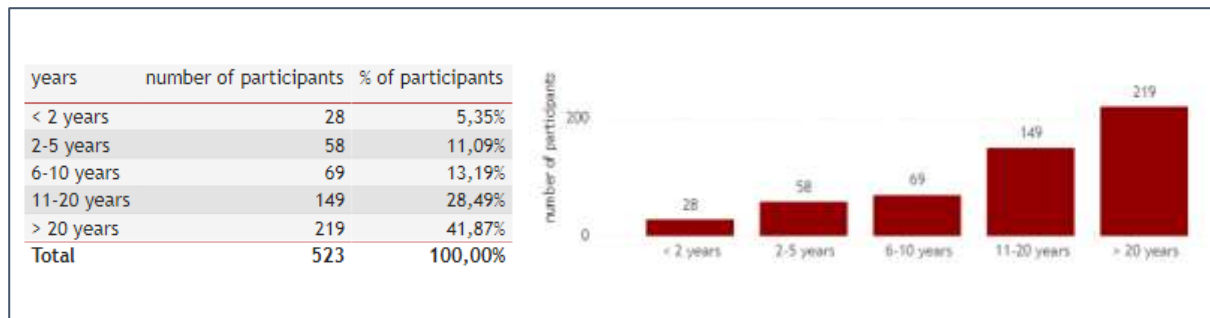 years number of participants % of participants
< 2 years 28 5,35%
2-5 years 58 11,09%
6-10 years 69 13,19%
11-20 years 149 28,49%
> 20 years 219 41,87%
Total 523 100,00%
number of participants
200
0
28
58
69
149
219
< 2 years 2-5 years 6-10 years 11-20 years > 20 years